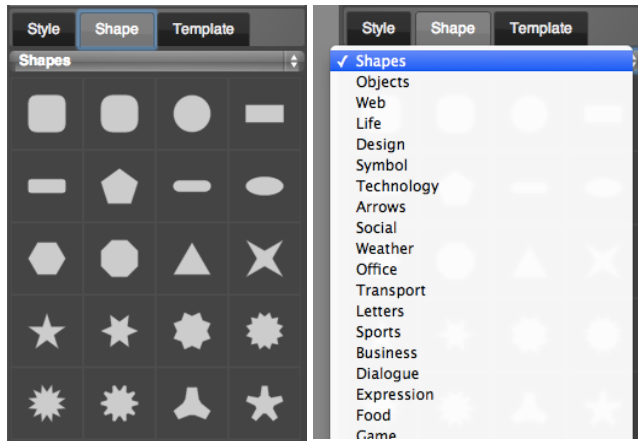 Style Shape Template
Shapes
Style Shape Template
✓ Shapes
Objects
Web
Life
Design
Symbol
Technology
Arrows
Social
Weather
Office
Transport
Letters
Sports
Business
Dialogue
Expression
Food
Game